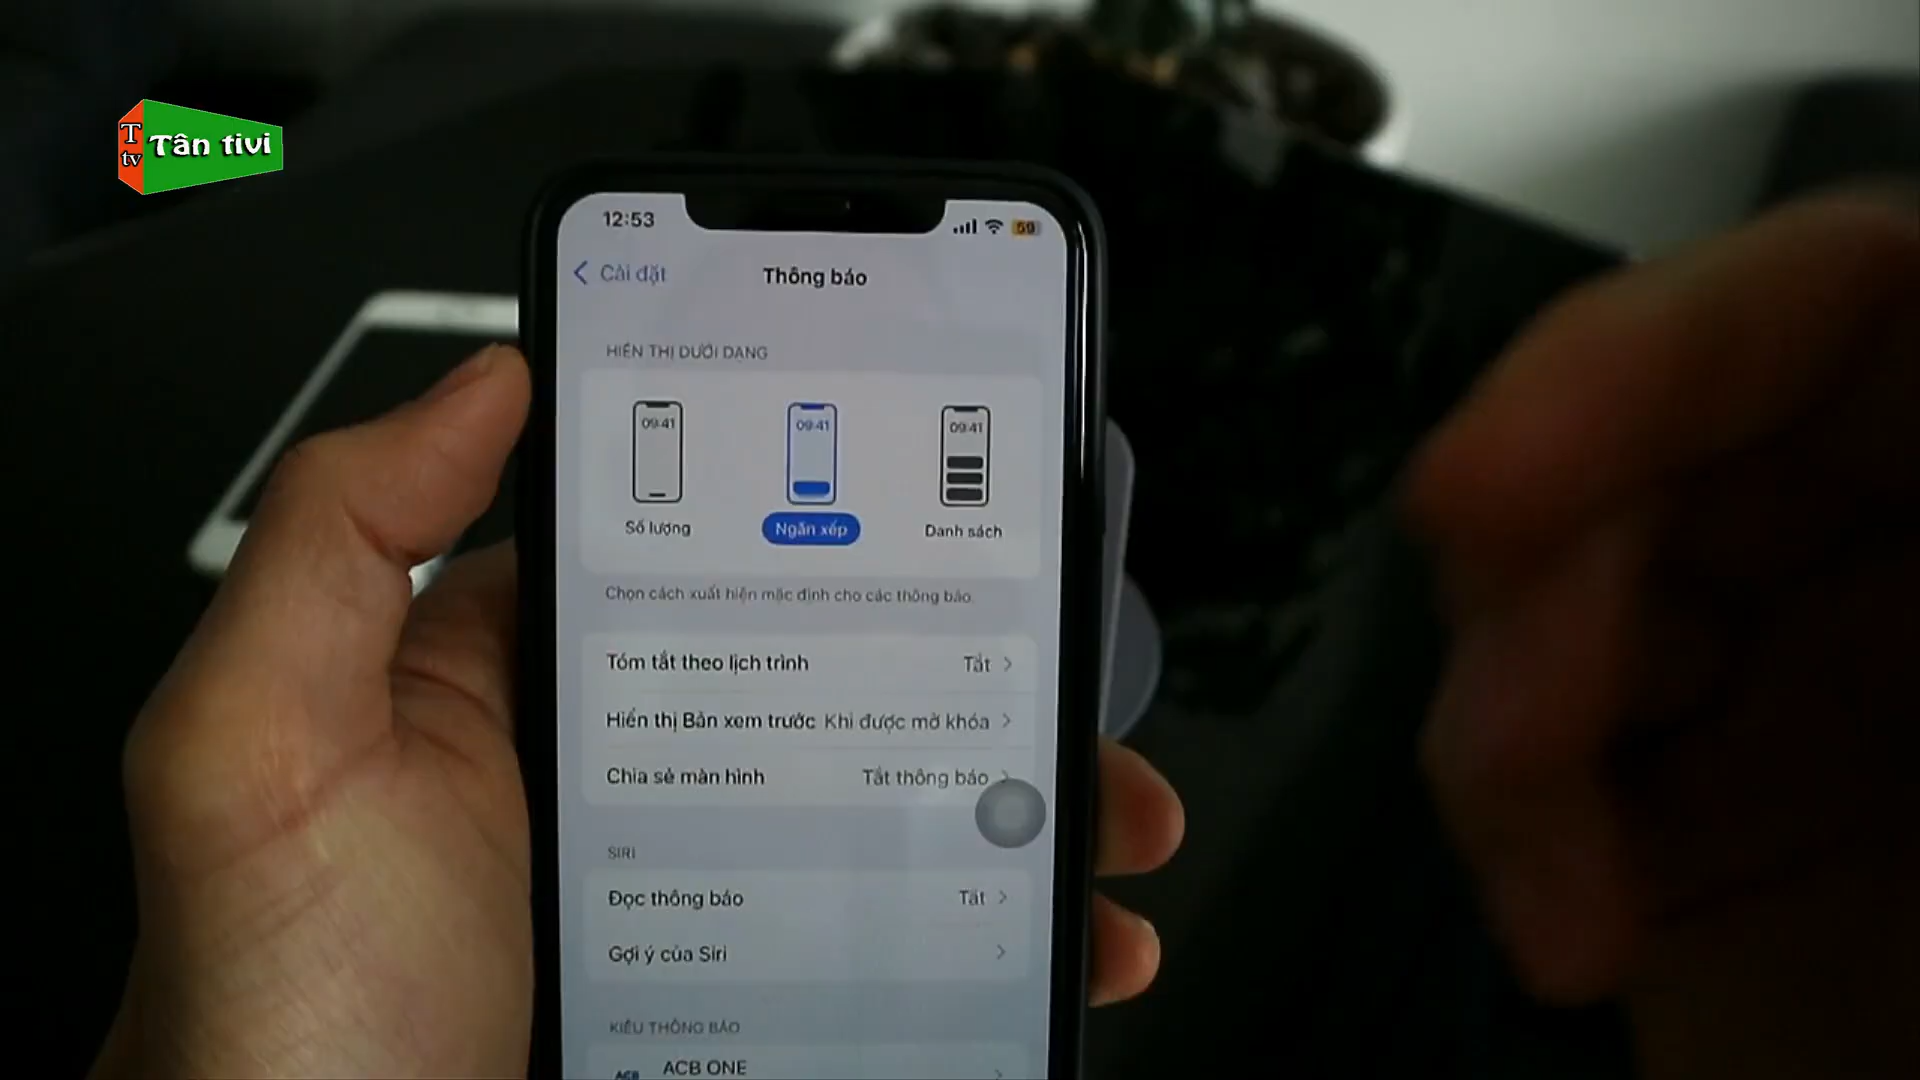 T
tv
Tân tivi
12:53
59
Cài đặt
Thông báo
HIỂN THỊ DƯỚI DẠNG
09:41
09:41
09:41
Số lượng
Ngăn xếp
Danh sách
Chọn cách xuất hiện mặc định cho các thông báo.
Tóm tắt theo lịch trình Tắt
Hiển thị Bản xem trước Khi được mở khóa
Chia sẻ màn hình Tắt thông báo
SIRI
Đọc thông báo Tắt
Gợi ý của Siri
KIỂU THÔNG BÁO
ACB
ACB ONE